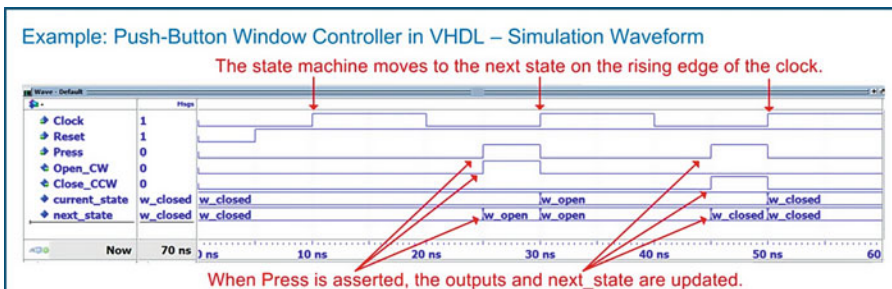 Example: Push-Button Window Controller in VHDL – Simulation Waveform
The state machine moves to the next state on the rising edge of the clock.
Wave - Default
Msgs
Clock 1
Reset 1
Press 0
Open_CW 0
Close_CCW 0
current_state w_closed w_closed w_open w_closed
next_state w_closed w_closed w_open w_open w_closed w_closed
Now 70 ns 0 ns 10 ns 20 ns 30 ns 40 ns 50 ns 60
When Press is asserted, the outputs and next_state are updated.